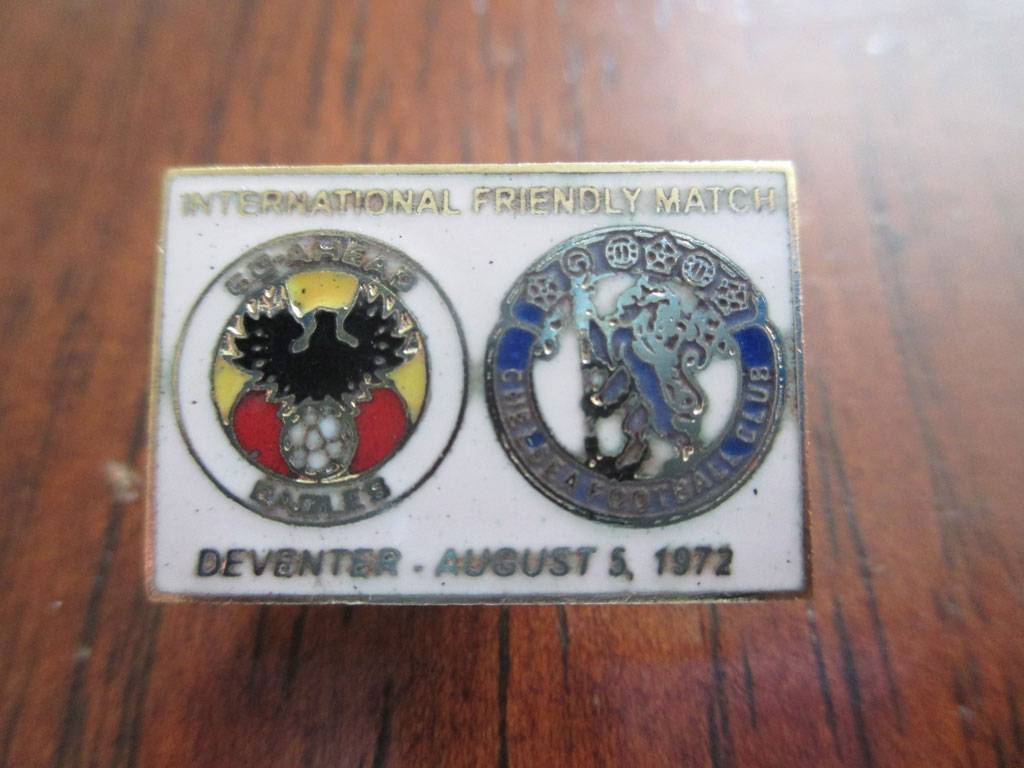 INTERNATIONAL FRIENDLY MATCH
GO-AHEAD
EAGLES
CHELSEA FOOTBALL CLUB
DEVENTER - AUGUST 5, 1972